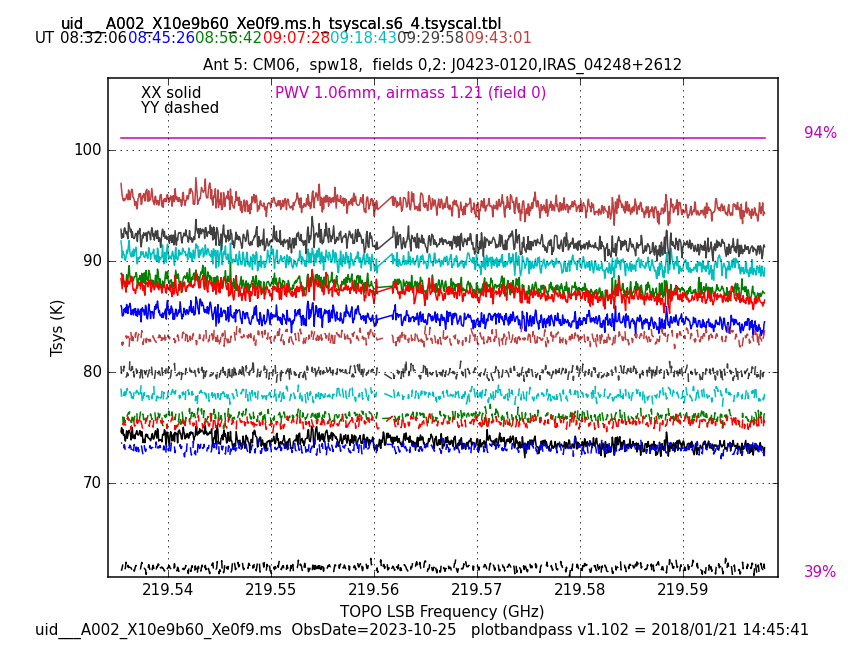 uid___A002_X10e9b60_Xe0f9.ms.h_tsyscal.s6_4.tsyscal.tbl
UT 08:32:06 08:45:26 08:56:42 09:07:28 09:18:43 09:29:58 09:43:01
Ant 5: CM06,  spw18,  fields 0,2: J0423-0120,IRAS_04248+2612
XX solid
PWV 1.06mm, airmass 1.21 (field 0)
YY dashed
94%
100
90
80
70
Tsys (K)
39%
219.54 219.55 219.56 219.57 219.58 219.59
TOPO LSB Frequency (GHz)
uid___A002_X10e9b60_Xe0f9.ms  ObsDate=2023-10-25   plotbandpass v1.102 = 2018/01/21 14:45:41